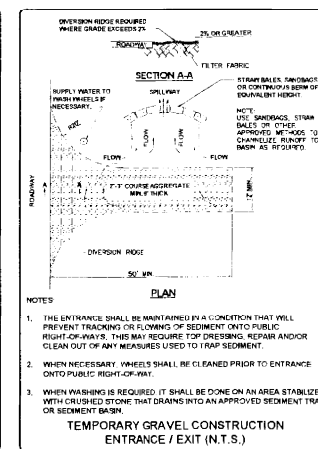 DIVERSION RIDGE REQUIRED
WHERE GRADE EXCEEDS 2%
2% OR GREATER
ROADWAY
FILTER FABRIC
SECTION A-A
SUPPLY WATER TO
WASH WHEELS IF
NECESSARY.
SPILLWAY
STRAW BALES, SANDBAGS,
OR CONTINUOUS BERM OF
EQUIVALENT HEIGHT.
NOTE:
USE SANDBAGS, STRAW
BALES OR OTHER
APPROVED METHODS TO
CHANNELIZE RUNOFF TO
BASIN AS REQUIRED.
FLOW
FLOW
FLOW
FLOW
ROADWAY
A
A
2"-3" COURSE AGGREGATE
MIN. 6" THICK
12' MIN.
DIVERSION RIDGE
50' MIN
PLAN
NOTES
1. THE ENTRANCE SHALL BE MAINTAINED IN A CONDITION THAT WILL
PREVENT TRACKING OR FLOWING OF SEDIMENT ONTO PUBLIC
RIGHT-OF-WAYS. THIS MAY REQUIRE TOP DRESSING, REPAIR AND/OR
CLEAN OUT OF ANY MEASURES USED TO TRAP SEDIMENT.
2. WHEN NECESSARY, WHEELS SHALL BE CLEANED PRIOR TO ENTRANCE
ONTO PUBLIC RIGHT-OF-WAY.
3. WHEN WASHING IS REQUIRED IT SHALL BE DONE ON AN AREA STABILIZE
WITH CRUSHED STONE THAT DRAINS INTO AN APPROVED SEDIMENT TRA
OR SEDIMENT BASIN.
TEMPORARY GRAVEL CONSTRUCTION
ENTRANCE / EXIT (N.T.S.)